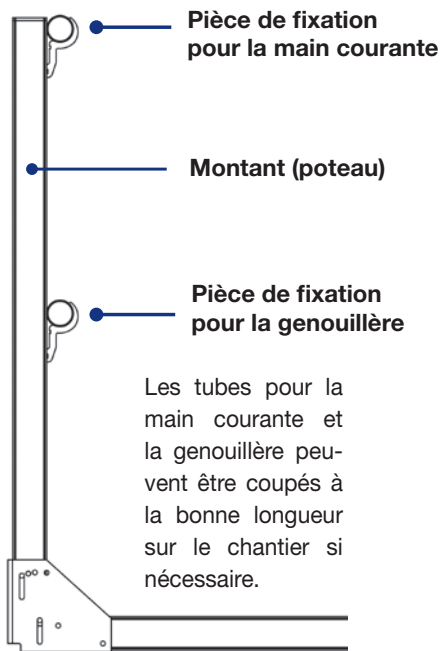 Pièce de fixation
pour la main courante
Montant (poteau)
Pièce de fixation
pour la genouillère
Les tubes pour la
main courante et
la genouillère peu-
vent être coupés à
la bonne longueur
sur le chantier si
nécessaire.